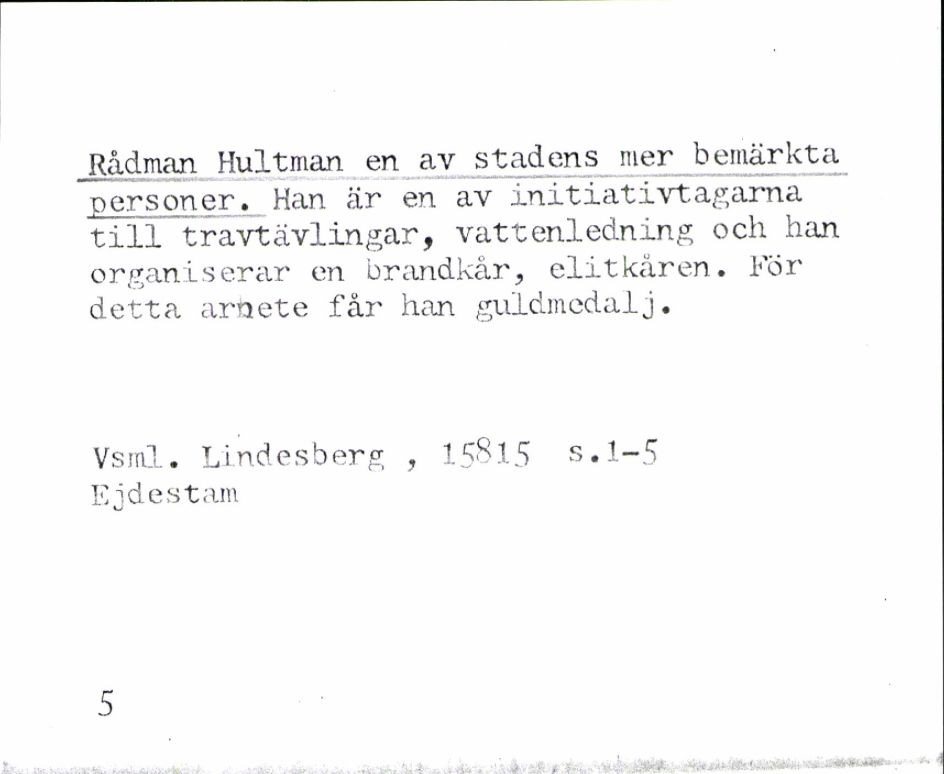 Rådman Hultman en av stadens mer bemärkta
personer. Han är en av initiativtagarna
till travtävlingar, vattenledning och han
organiserar en brandkår, elitkåren. För
detta arbete får han guldmedalj.
Vsml. Lindesberg , 15815 s.1-5
Ejdestam
5